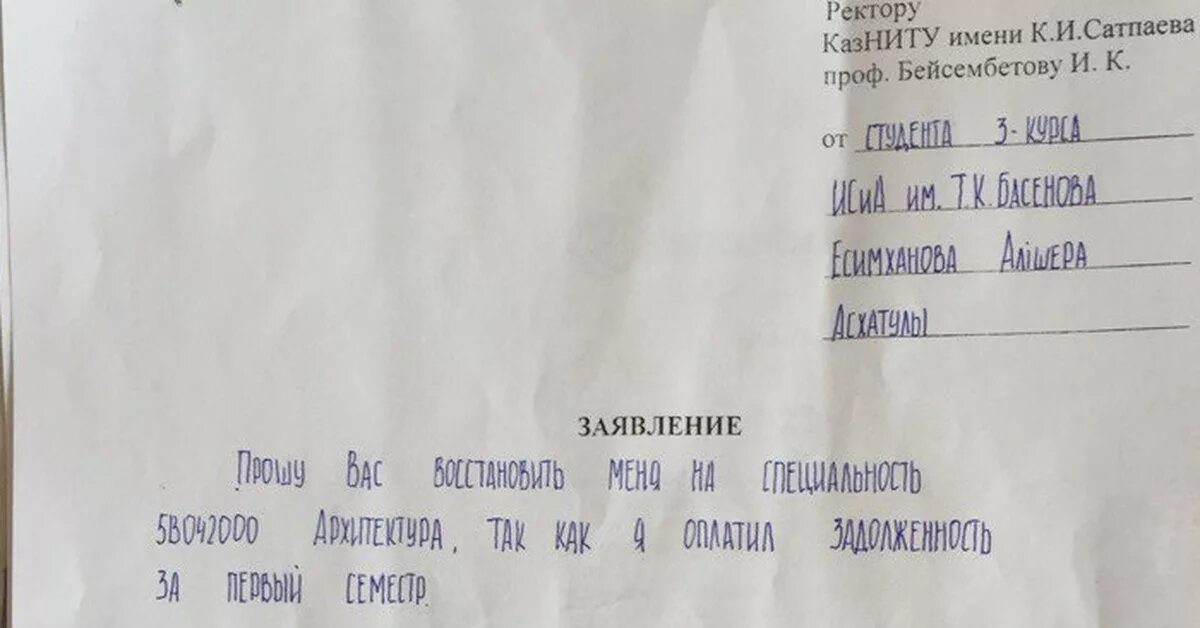 Ректору
КазНИТУ имени К.И.Сатпаева
проф. Бейсембетову И. К.
от СТУДЕНТА 3-КУРСА
ИСиА им. Т.К. БАСЕНОВА
ЕСИМХАНОВА АЛІШЕРА
АСХАТУЛЫ
ЗАЯВЛЕНИЕ
ПРОШУ ВАС ВОССТАНОВИТЬ МЕНЯ НА СПЕЦИАЛЬНОСТЬ
5В042000 АРХИТЕКТУРА, ТАК КАК Я ОПЛАТИЛ ЗАДОЛЖЕННОСТЬ
ЗА ПЕРВЫЙ СЕМЕСТР.